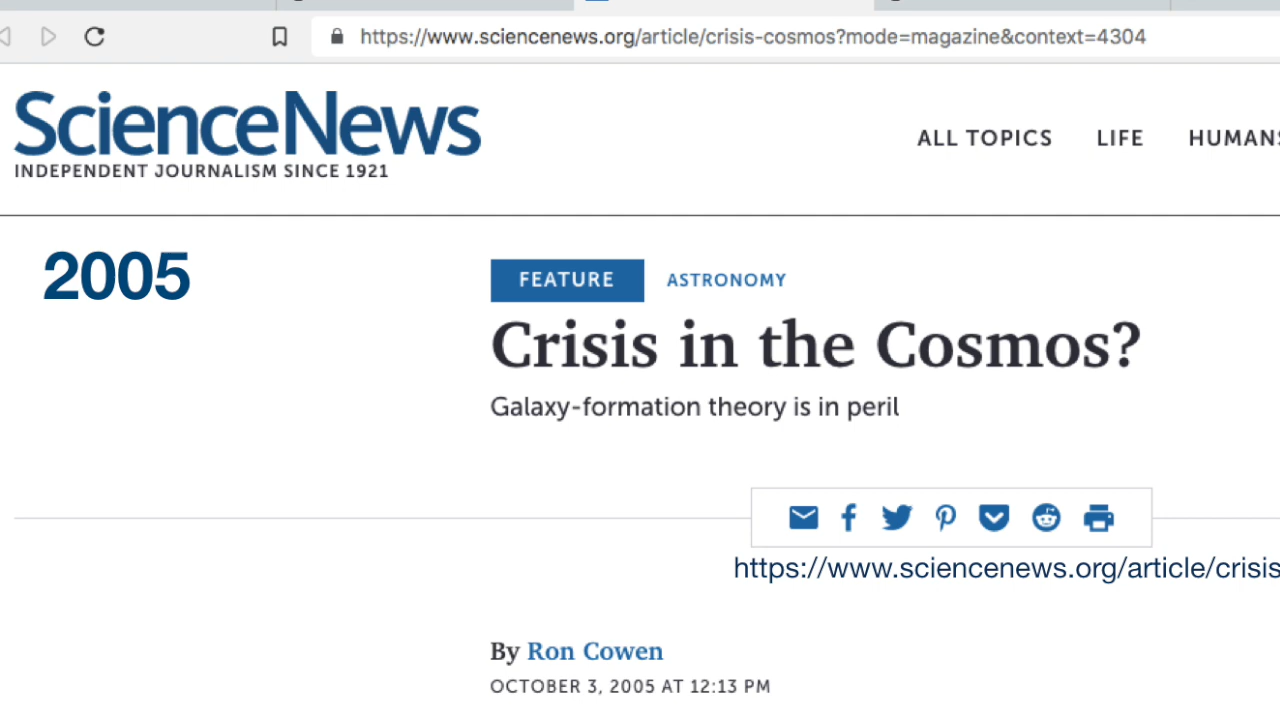 https://www.sciencenews.org/article/crisis-cosmos?mode=magazine&context=4304
ScienceNews
INDEPENDENT JOURNALISM SINCE 1921
ALL TOPICS LIFE HUMANS
2005
FEATURE ASTRONOMY
Crisis in the Cosmos?
Galaxy-formation theory is in peril
https://www.sciencenews.org/article/crisis
By Ron Cowen
OCTOBER 3, 2005 AT 12:13 PM